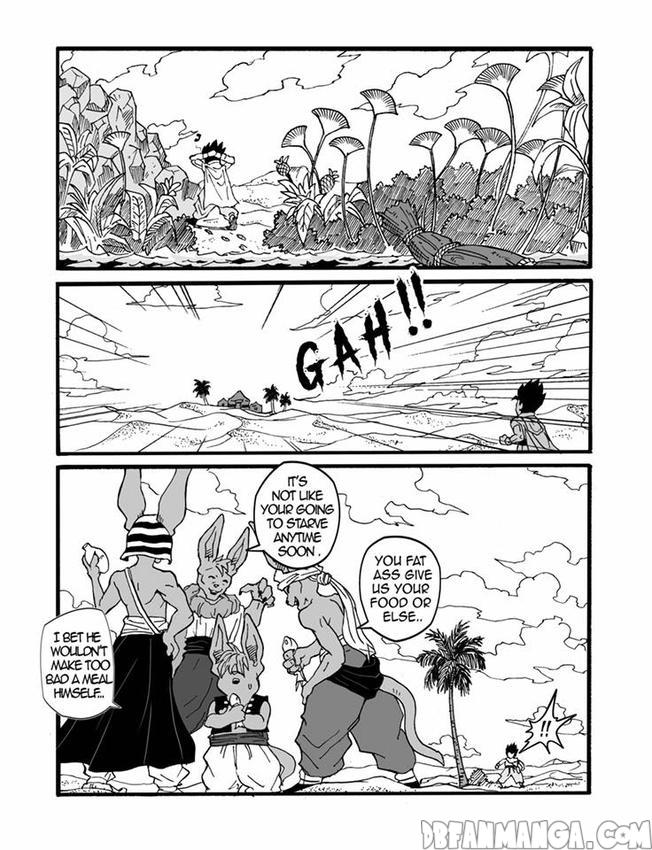 GAH!!
IT'S
NOT LIKE
YOUR GOING
TO STARVE
ANYTIME
SOON.
YOU FAT
ASS GIVE
US YOUR
FOOD OR
ELSE..
I BET HE
WOULDN'T
MAKE TOO
BAD A MEAL
HIMSELF...
!!
DBFANMANGA.COM